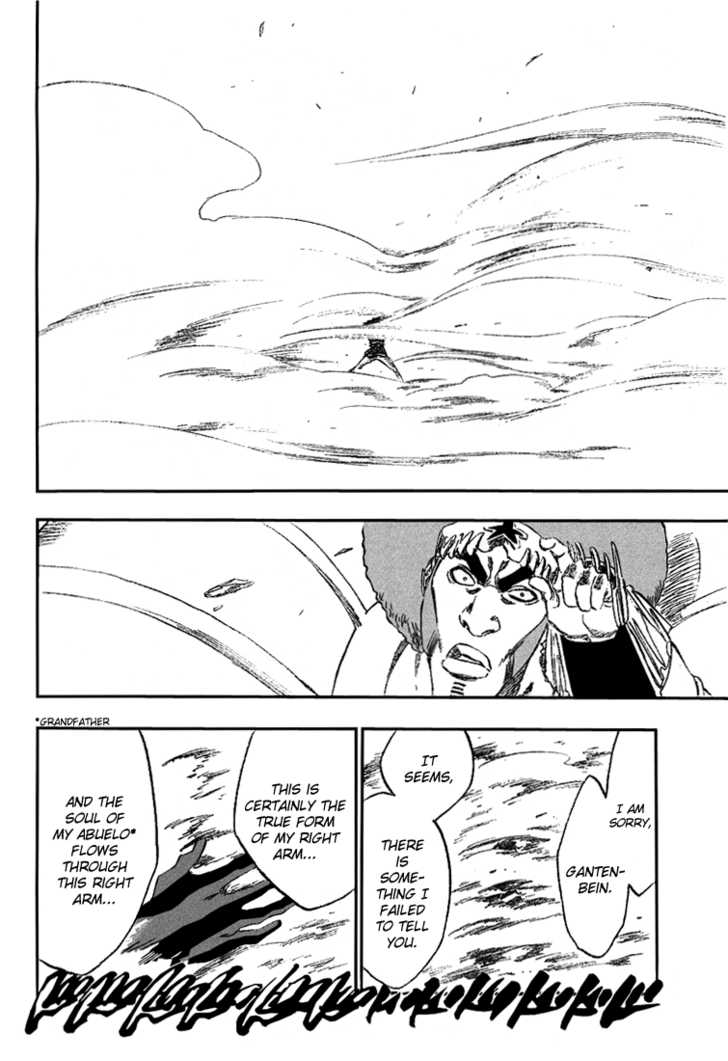 I AM
SORRY,
GANTEN-
BEIN.
IT
SEEMS,
THERE
IS
SOME-
THING I
FAILED
TO TELL
YOU.
*GRANDFATHER
THIS IS
CERTAINLY THE
TRUE FORM
OF MY RIGHT
ARM...
AND THE
SOUL OF
MY ABUELO*
FLOWS
THROUGH
THIS RIGHT
ARM...